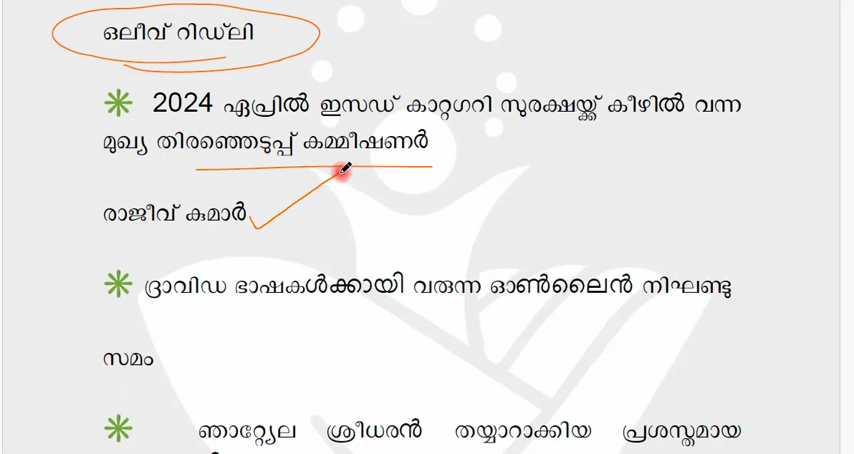 ഒലീവ് റിഡ്ലി
2024 ഏപ്രിൽ ഇസഡ് കാറ്റഗറി സുരക്ഷയ്ക്ക് കീഴിൽ വന്ന
മുഖ്യ തിരഞ്ഞെടുപ്പ് കമ്മീഷണർ
രാജീവ് കുമാർ
ദ്രാവിഡ ഭാഷകൾക്കായി വരുന്ന ഓൺലൈൻ നിഘണ്ടു
സമം
ഞാറ്റ്യേല ശ്രീധരൻ തയ്യാറാക്കിയ പ്രശസ്തമായ